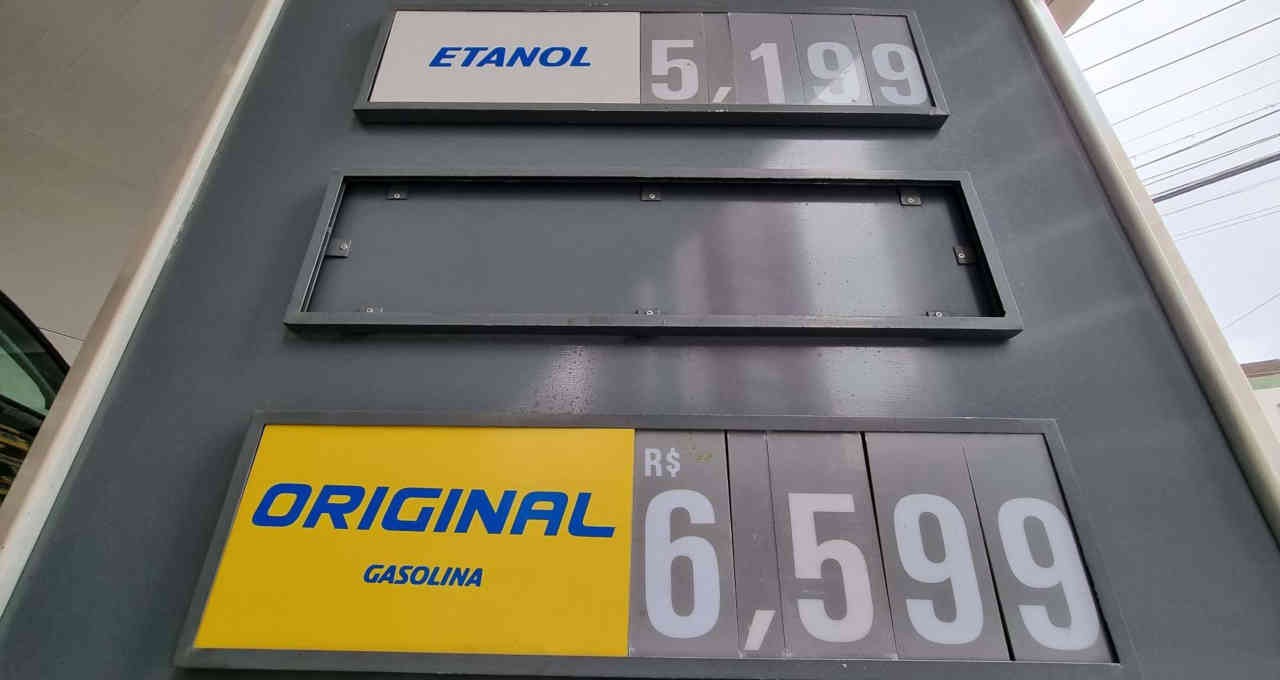 ETANOL 5,199
ORIGINAL
GASOLINA
R$
6,599